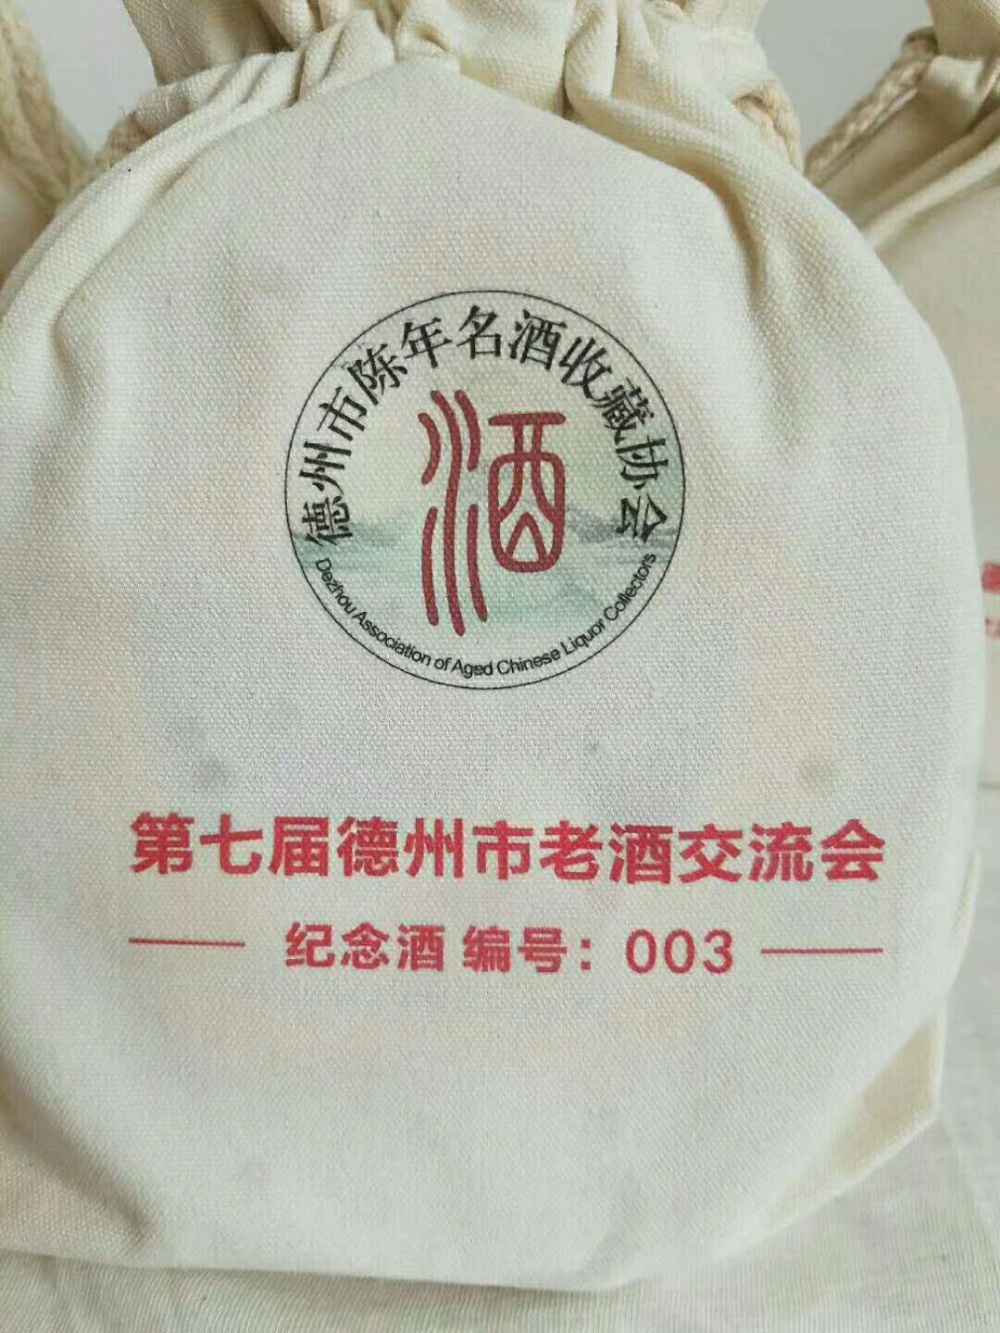 德州市陈年名酒收藏协会
酒
Dezhou Association of Aged Chinese Liquor Collectors
第七届德州市老酒交流会
纪念酒 编号：003